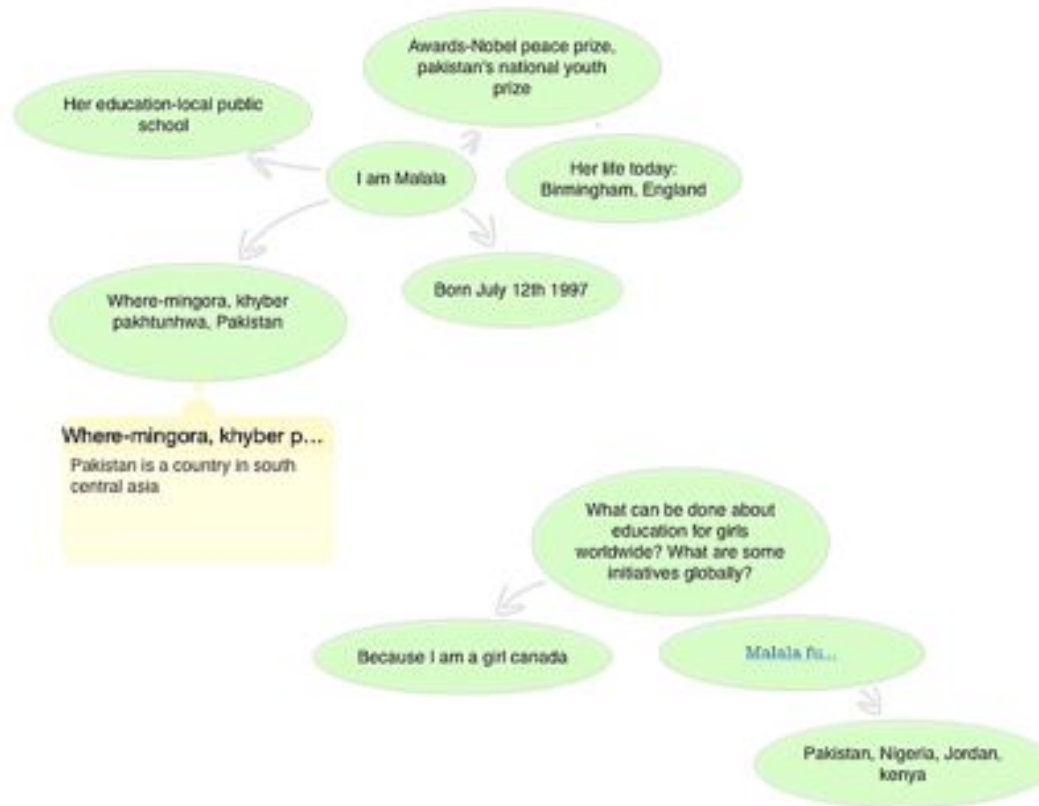 Awards-Nobel peace prize,
pakistan's national youth
prize
Her education-local public
school
I am Malala
Her life today:
Birmingham, England
Where-mingora, khyber
pakhtunhwa, Pakistan
Born July 12th 1997
Where-mingora, khyber p...
Pakistan is a country in south
central asia
What can be done about
education for girls
worldwide? What are some
initiatives globally?
Because I am a girl canada
Malala fu...
Pakistan, Nigeria, Jordan,
kenya